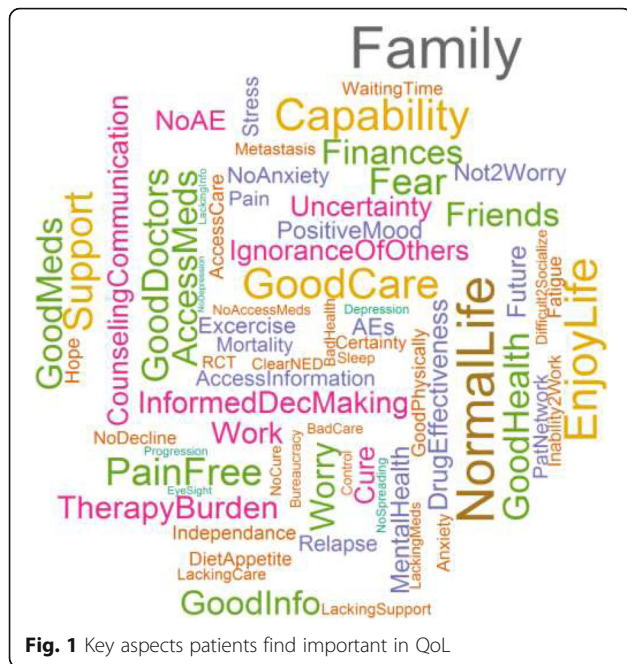 Family
WaitingTime
Stress
NoAE
Capability
CounselingCommunication
Metastasis
Finances
NoAnxiety
Fear
Not2Worry
GoodDoctors
AccessMeds
LackingInfo
AccessCare
Pain
Uncertainty
Friends
PositiveMood
Support
GoodMeds
IgnoranceOfOthers
GoodCare
NoDepression
Future
Difficult2Socialize
Fatigue
EnjoyLife
NormalLife
NoAccessMeds
BadHealth
Depression
Excercise
AEs
Mortality
Certainty
Hope
RCT
ClearNED
Sleep
AccessInformation
GoodPhysically
DrugEffectiveness
GoodHealth
PatNetwork
Inability2Work
InformedDecMaking
NoDecline
Work
BadCare
Progression
PainFree
EyeSight
NoCure
Bureaucracy
Worry
Control
Cure
NoSpreading
MentalHealth
LackingMeds
Anxiety
TherapyBurden
Independance
Relapse
DietAppetite
LackingCare
GoodInfo
LackingSupport
Fig. 1 Key aspects patients find important in QoL